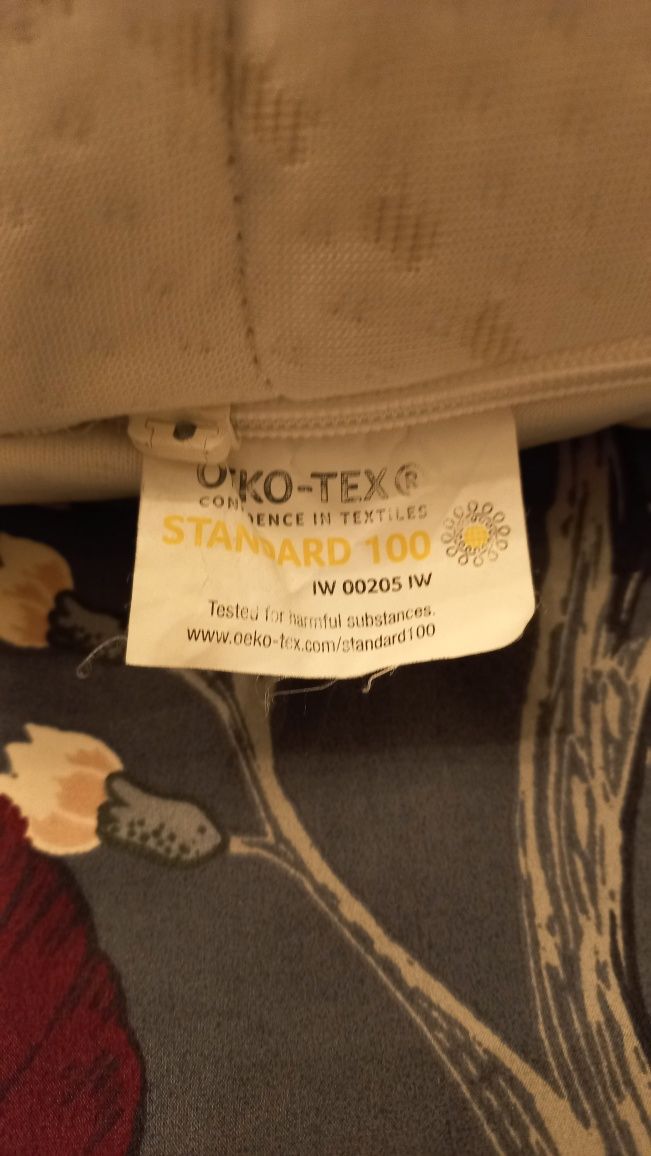 OEKO-TEX®
CONFIDENCE IN TEXTILES
STANDARD 100
IW 00205 IW
Tested for harmful substances.
www.oeko-tex.com/standard100